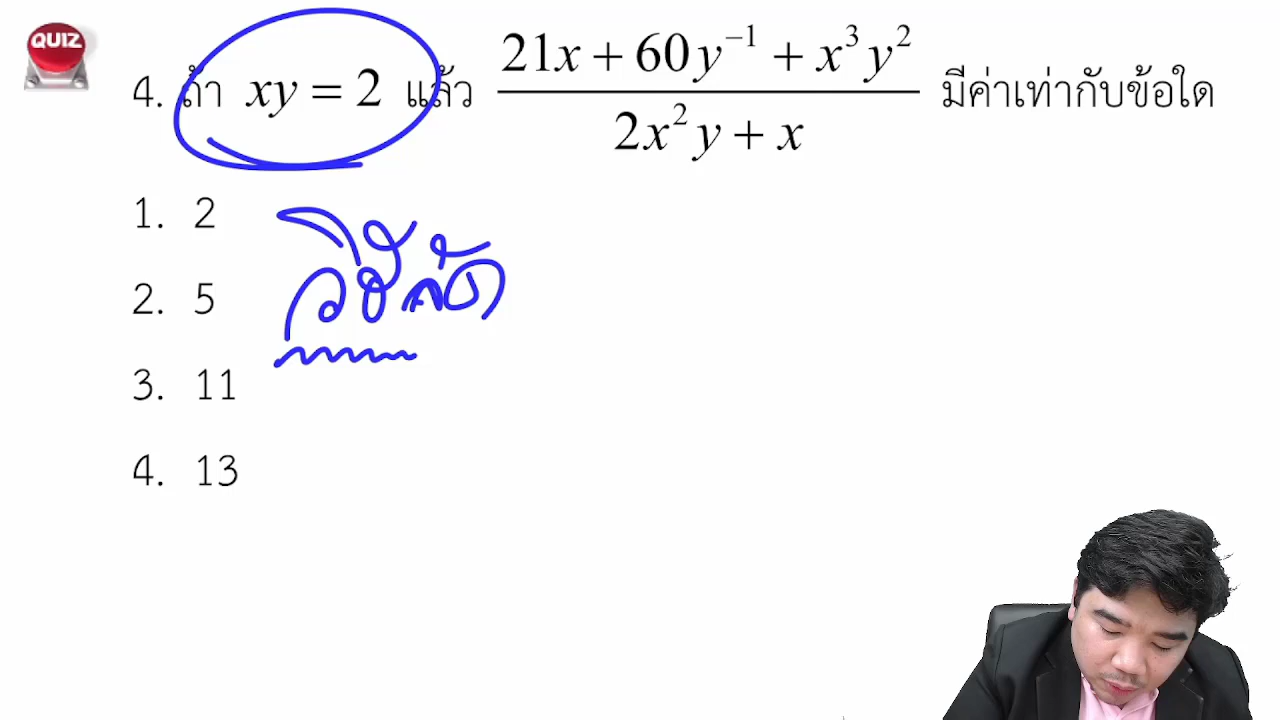 QUIZ
4. ถ้า xy = 2 แล้ว \frac{21x + 60y^{-1} + x^3y^2}{2x^2y + x} มีค่าเท่ากับข้อใด
1. 2
2. 5
3. 11
4. 13
วิธีลัด